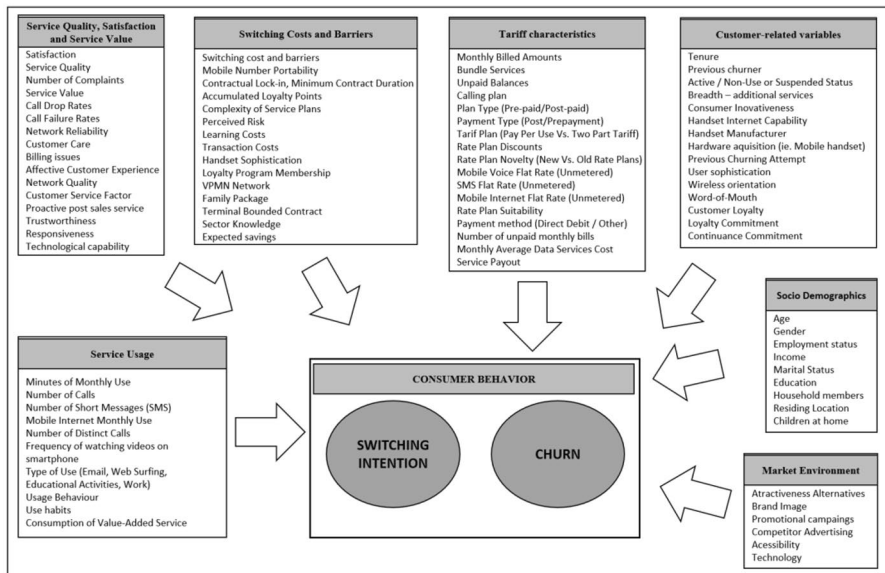 Service Quality, Satisfaction
and Service Value
Satisfaction
Service Quality
Number of Complaints
Service Value
Call Drop Rates
Call Failure Rates
Network Reliability
Customer Care
Billing issues
Affective Customer Experience
Network Quality
Customer Service Factor
Proactive post sales service
Trustworthiness
Responsiveness
Technological capability
Switching Costs and Barriers
Switching cost and barriers
Mobile Number Portability
Contractual Lock-in, Minimum Contract Duration
Accumulated Loyalty Points
Complexity of Service Plans
Perceived Risk
Learning Costs
Transaction Costs
Handset Sophistication
Loyalty Program Membership
VPMN Network
Family Package
Terminal Bounded Contract
Sector Knowledge
Expected savings
Tariff characteristics
Monthly Billed Amounts
Bundle Services
Unpaid Balances
Calling plan
Plan Type (Pre-paid/Post-paid)
Payment Type (Post/Prepayment)
Tarif Plan (Pay Per Use Vs. Two Part Tariff)
Rate Plan Discounts
Rate Plan Novelty (New Vs. Old Rate Plans)
Mobile Voice Flat Rate (Unmetered)
SMS Flat Rate (Unmetered)
Mobile Internet Flat Rate (Unmetered)
Rate Plan Suitability
Payment method (Direct Debit / Other)
Number of unpaid monthly bills
Monthly Average Data Services Cost
Service Payout
Customer-related variables
Tenure
Previous churner
Active / Non-Use or Suspended Status
Breadth – additional services
Consumer Inovativeness
Handset Internet Capability
Handset Manufacturer
Hardware aquisition (ie. Mobile handset)
Previous Churning Attempt
User sophistication
Wireless orientation
Word-of-Mouth
Customer Loyalty
Loyalty Commitment
Continuance Commitment
Service Usage
Minutes of Monthly Use
Number of Calls
Number of Short Messages (SMS)
Mobile Internet Monthly Use
Number of Distinct Calls
Frequency of watching videos on
smartphone
Type of Use (Email, Web Surfing,
Educational Activities, Work)
Usage Behaviour
Use habits
Consumption of Value-Added Service
CONSUMER BEHAVIOR
SWITCHING
INTENTION
CHURN
Socio Demographics
Age
Gender
Employment status
Income
Marital Status
Education
Household members
Residing Location
Children at home
Market Environment
Atractiveness Alternatives
Brand Image
Promotional campaings
Competitor Advertising
Acessibility
Technology